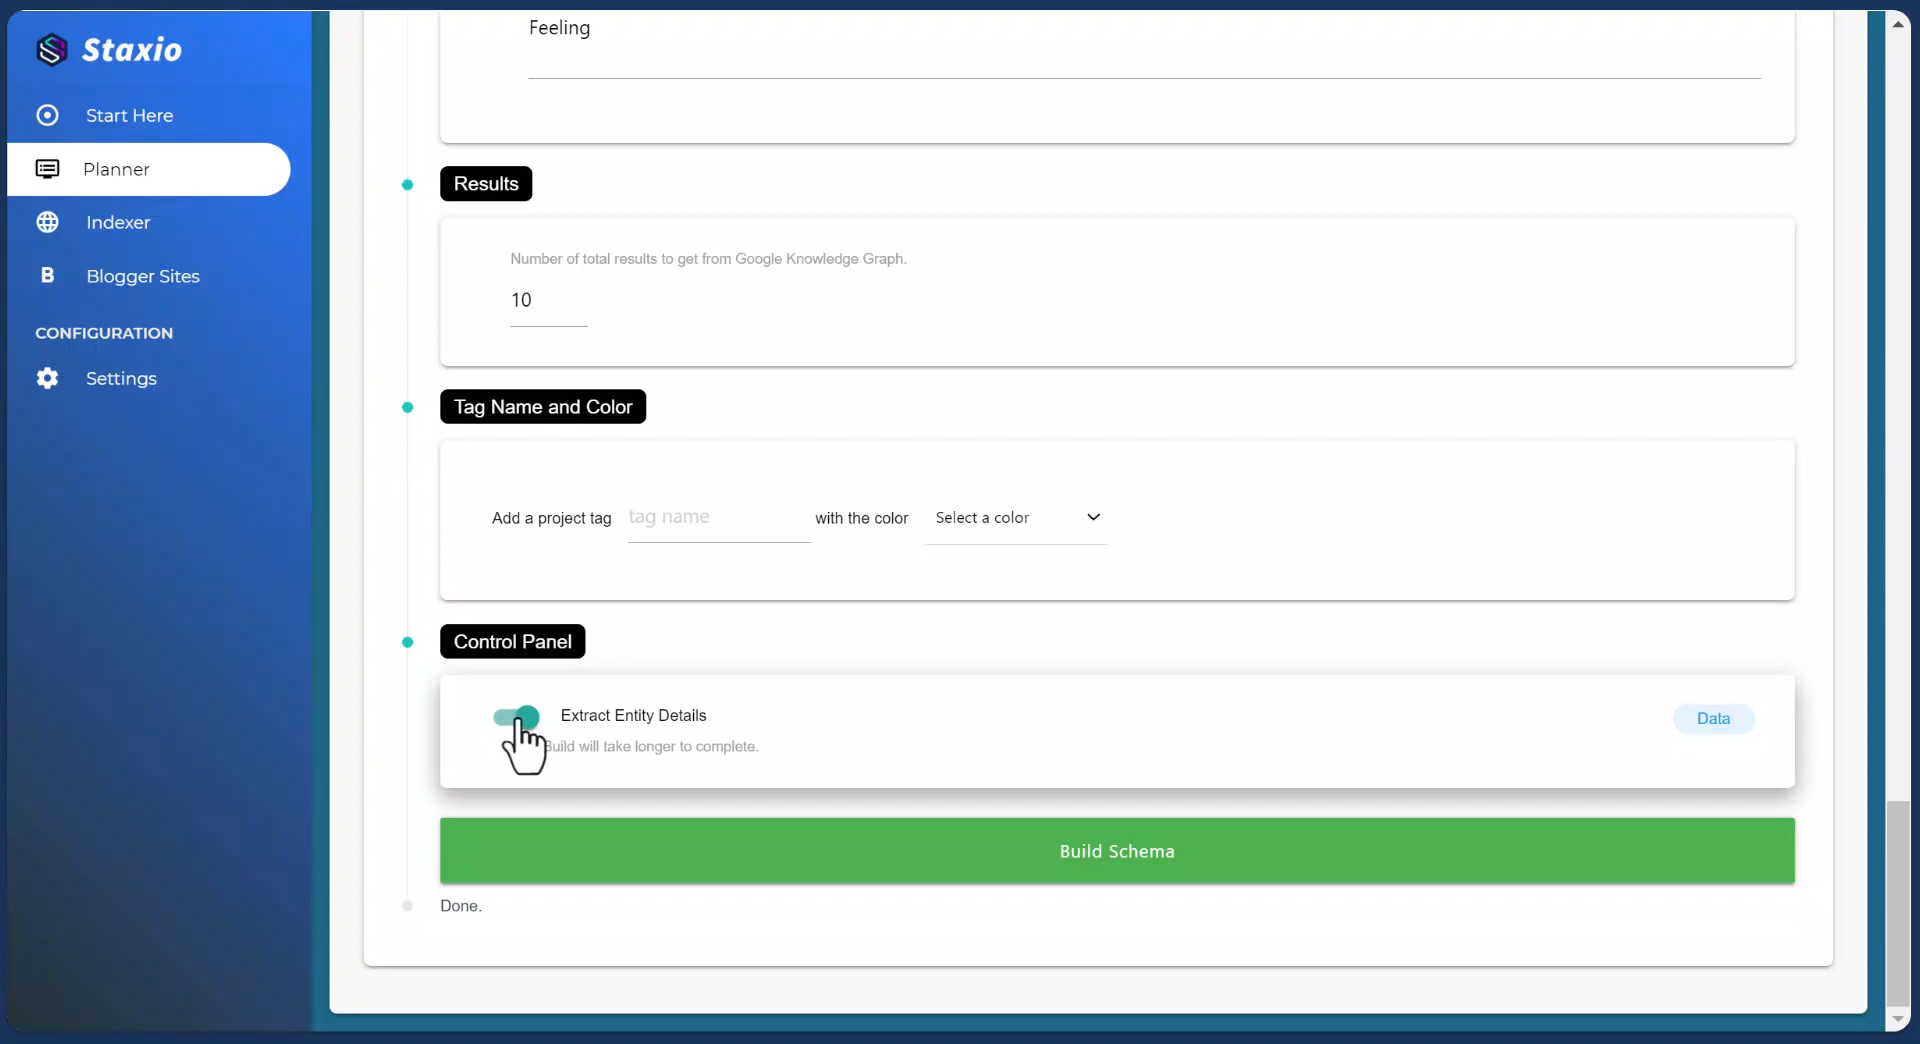 Staxio
Start Here
Planner
Indexer
B Blogger Sites
CONFIGURATION
Settings
Feeling
Results
Number of total results to get from Google Knowledge Graph.
10
Tag Name and Color
Add a project tag tag name with the color Select a color
Control Panel
Extract Entity Details
Build will take longer to complete.
Data
Build Schema
Done.